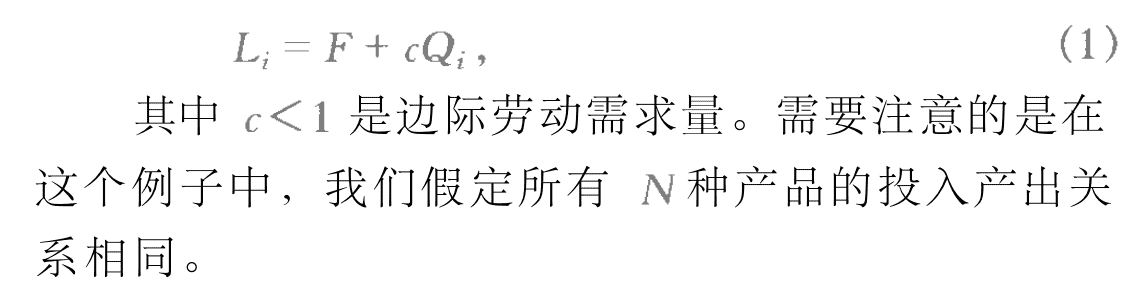 Lᵢ = F + cQᵢ, (1)
其中 c<1 是边际劳动需求量。需要注意的是在
这个例子中，我们假定所有 N 种产品的投入产出关
系相同。